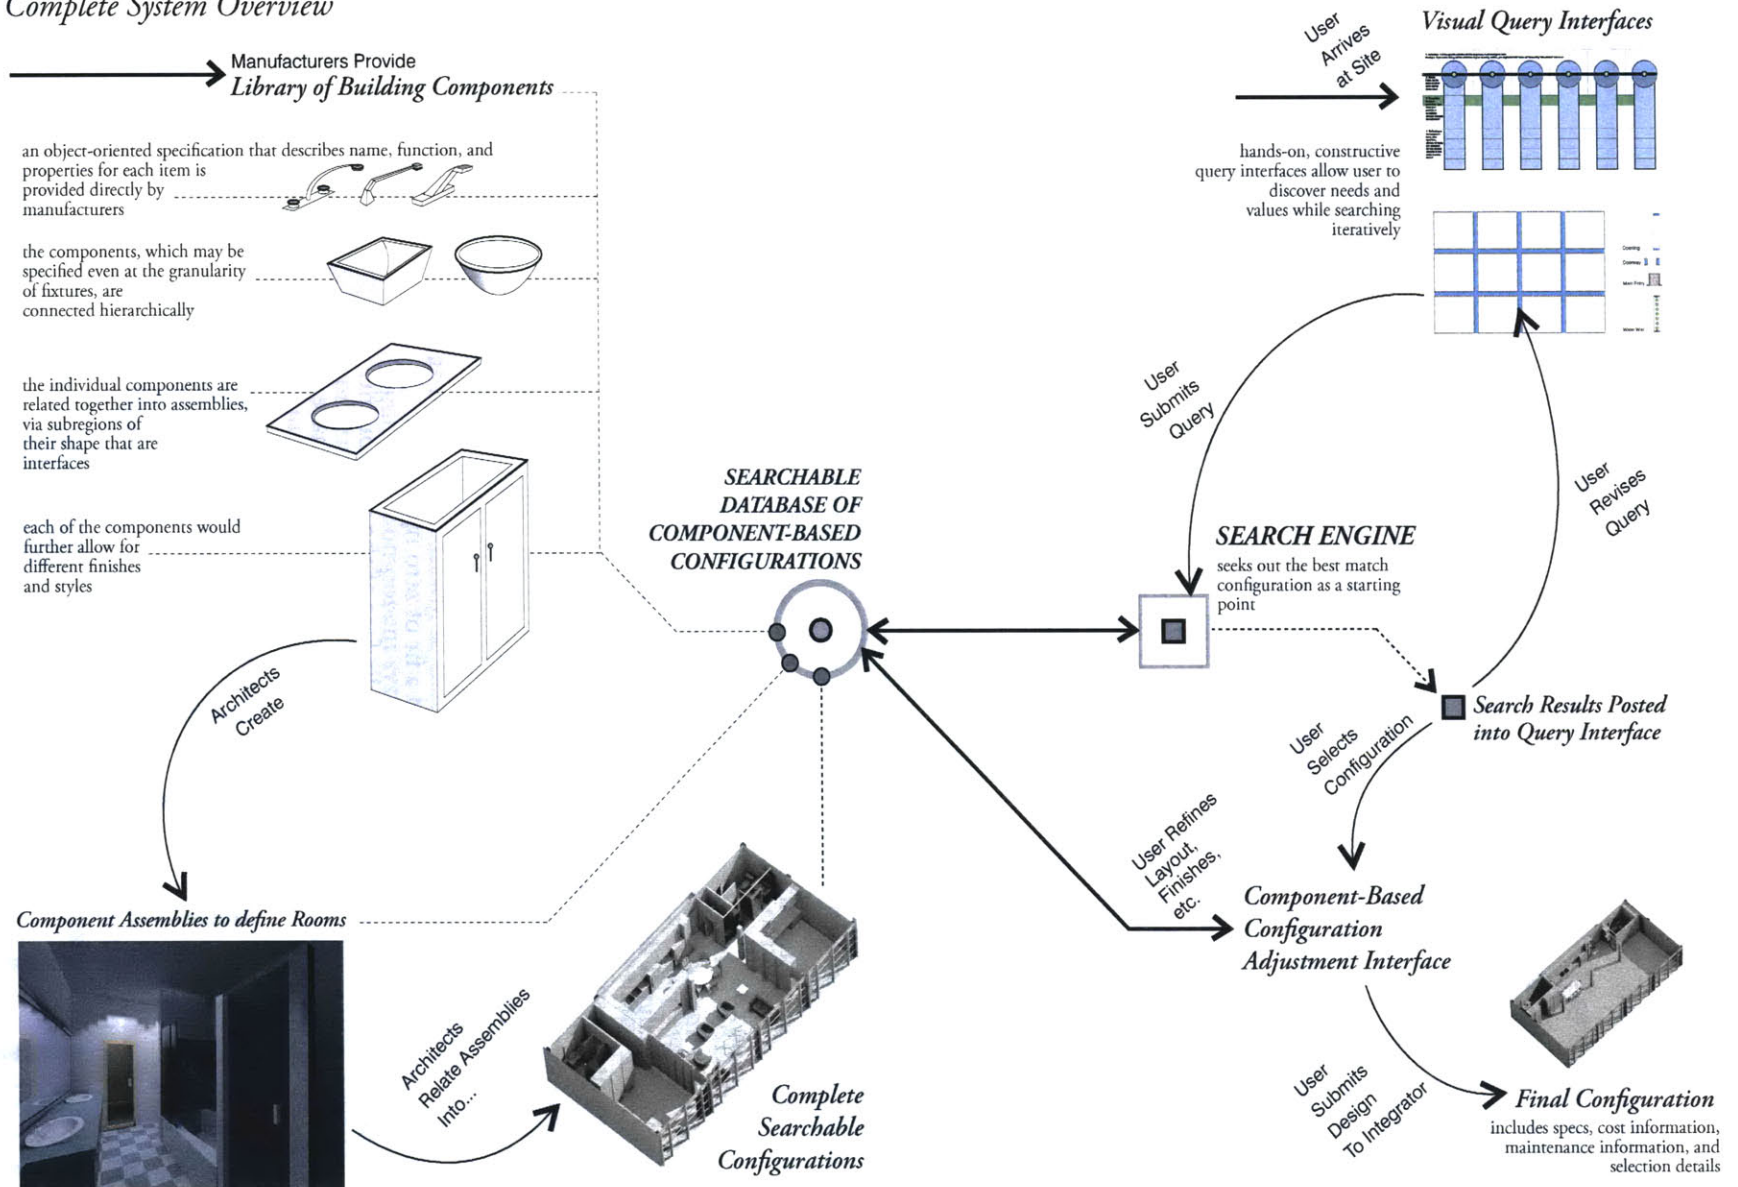 Complete System Overview
Manufacturers Provide
Library of Building Components
an object-oriented specification that describes name, function, and
properties for each item is
provided directly by
manufacturers
the components, which may be
specified even at the granularity
of fixtures, are
connected hierarchically
the individual components are
related together into assemblies,
via subregions of
their shape that are
interfaces
each of the components would
further allow for
different finishes
and styles
Architects
Create
Component Assemblies to define Rooms
Architects
Relate Assemblies
Into...
Complete
Searchable
Configurations
SEARCHABLE
DATABASE OF
COMPONENT-BASED
CONFIGURATIONS
User
Arrives
at Site
Visual Query Interfaces
hands-on, constructive
query interfaces allow user to
discover needs and
values while searching
iteratively
Opening
Doorway
Main Entry
User
Submits
Query
User
Revises
Query
SEARCH ENGINE
seeks out the best match
configuration as a starting
point
Search Results Posted
into Query Interface
User
Selects
Configuration
User Refines
Layout,
Finishes,
etc.
Component-Based
Configuration
Adjustment Interface
User
Submits
Design
To Integrator
Final Configuration
includes specs, cost information,
maintenance information, and
selection details